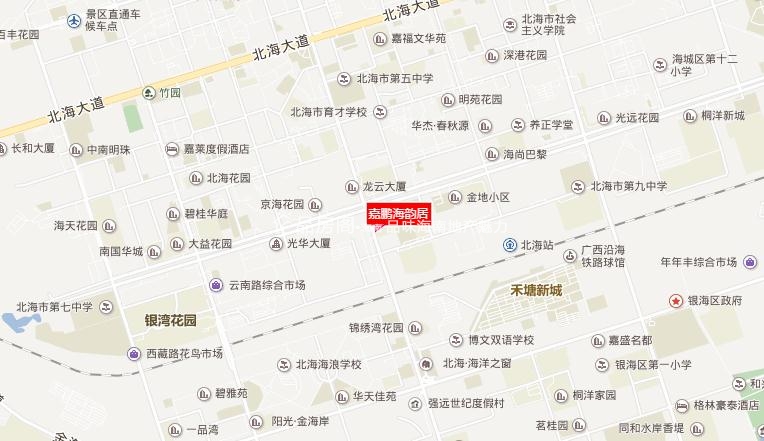 景区直通车
候车点
百丰花园
北海大道
嘉福文华苑
北海大道
北海市社会
主义学院
深港花园
海城区第十二
小学
竹园
北海市第五中学
北海大道
明苑花园
北海市育才学校
华杰·春秋源
养正学堂
光远花园
桐洋新城
长和大厦
中南明珠
嘉莱度假酒店
海尚巴黎
北海花园
龙云大厦
金地小区
北海市第九中学
京海花园
嘉鹏海韵居
碧桂华庭
海天花园
大益花园
光华大厦
南国华城
北海站
广西沿海
铁路球馆
年年丰综合市场
云南路综合市场
禾塘新城
银海区政府
北海市第七中学
银湾花园
锦绣湾花园
博文双语学校
嘉盛名都
西藏路花鸟市场
北海海浪学校
北海·海洋之窗
银海区第一小学
碧雅苑
华天佳苑
强远世纪度假村
桐洋家园
格林豪泰酒店
一品湾
阳光·金海岸
茗桂园
同和水岸香堤